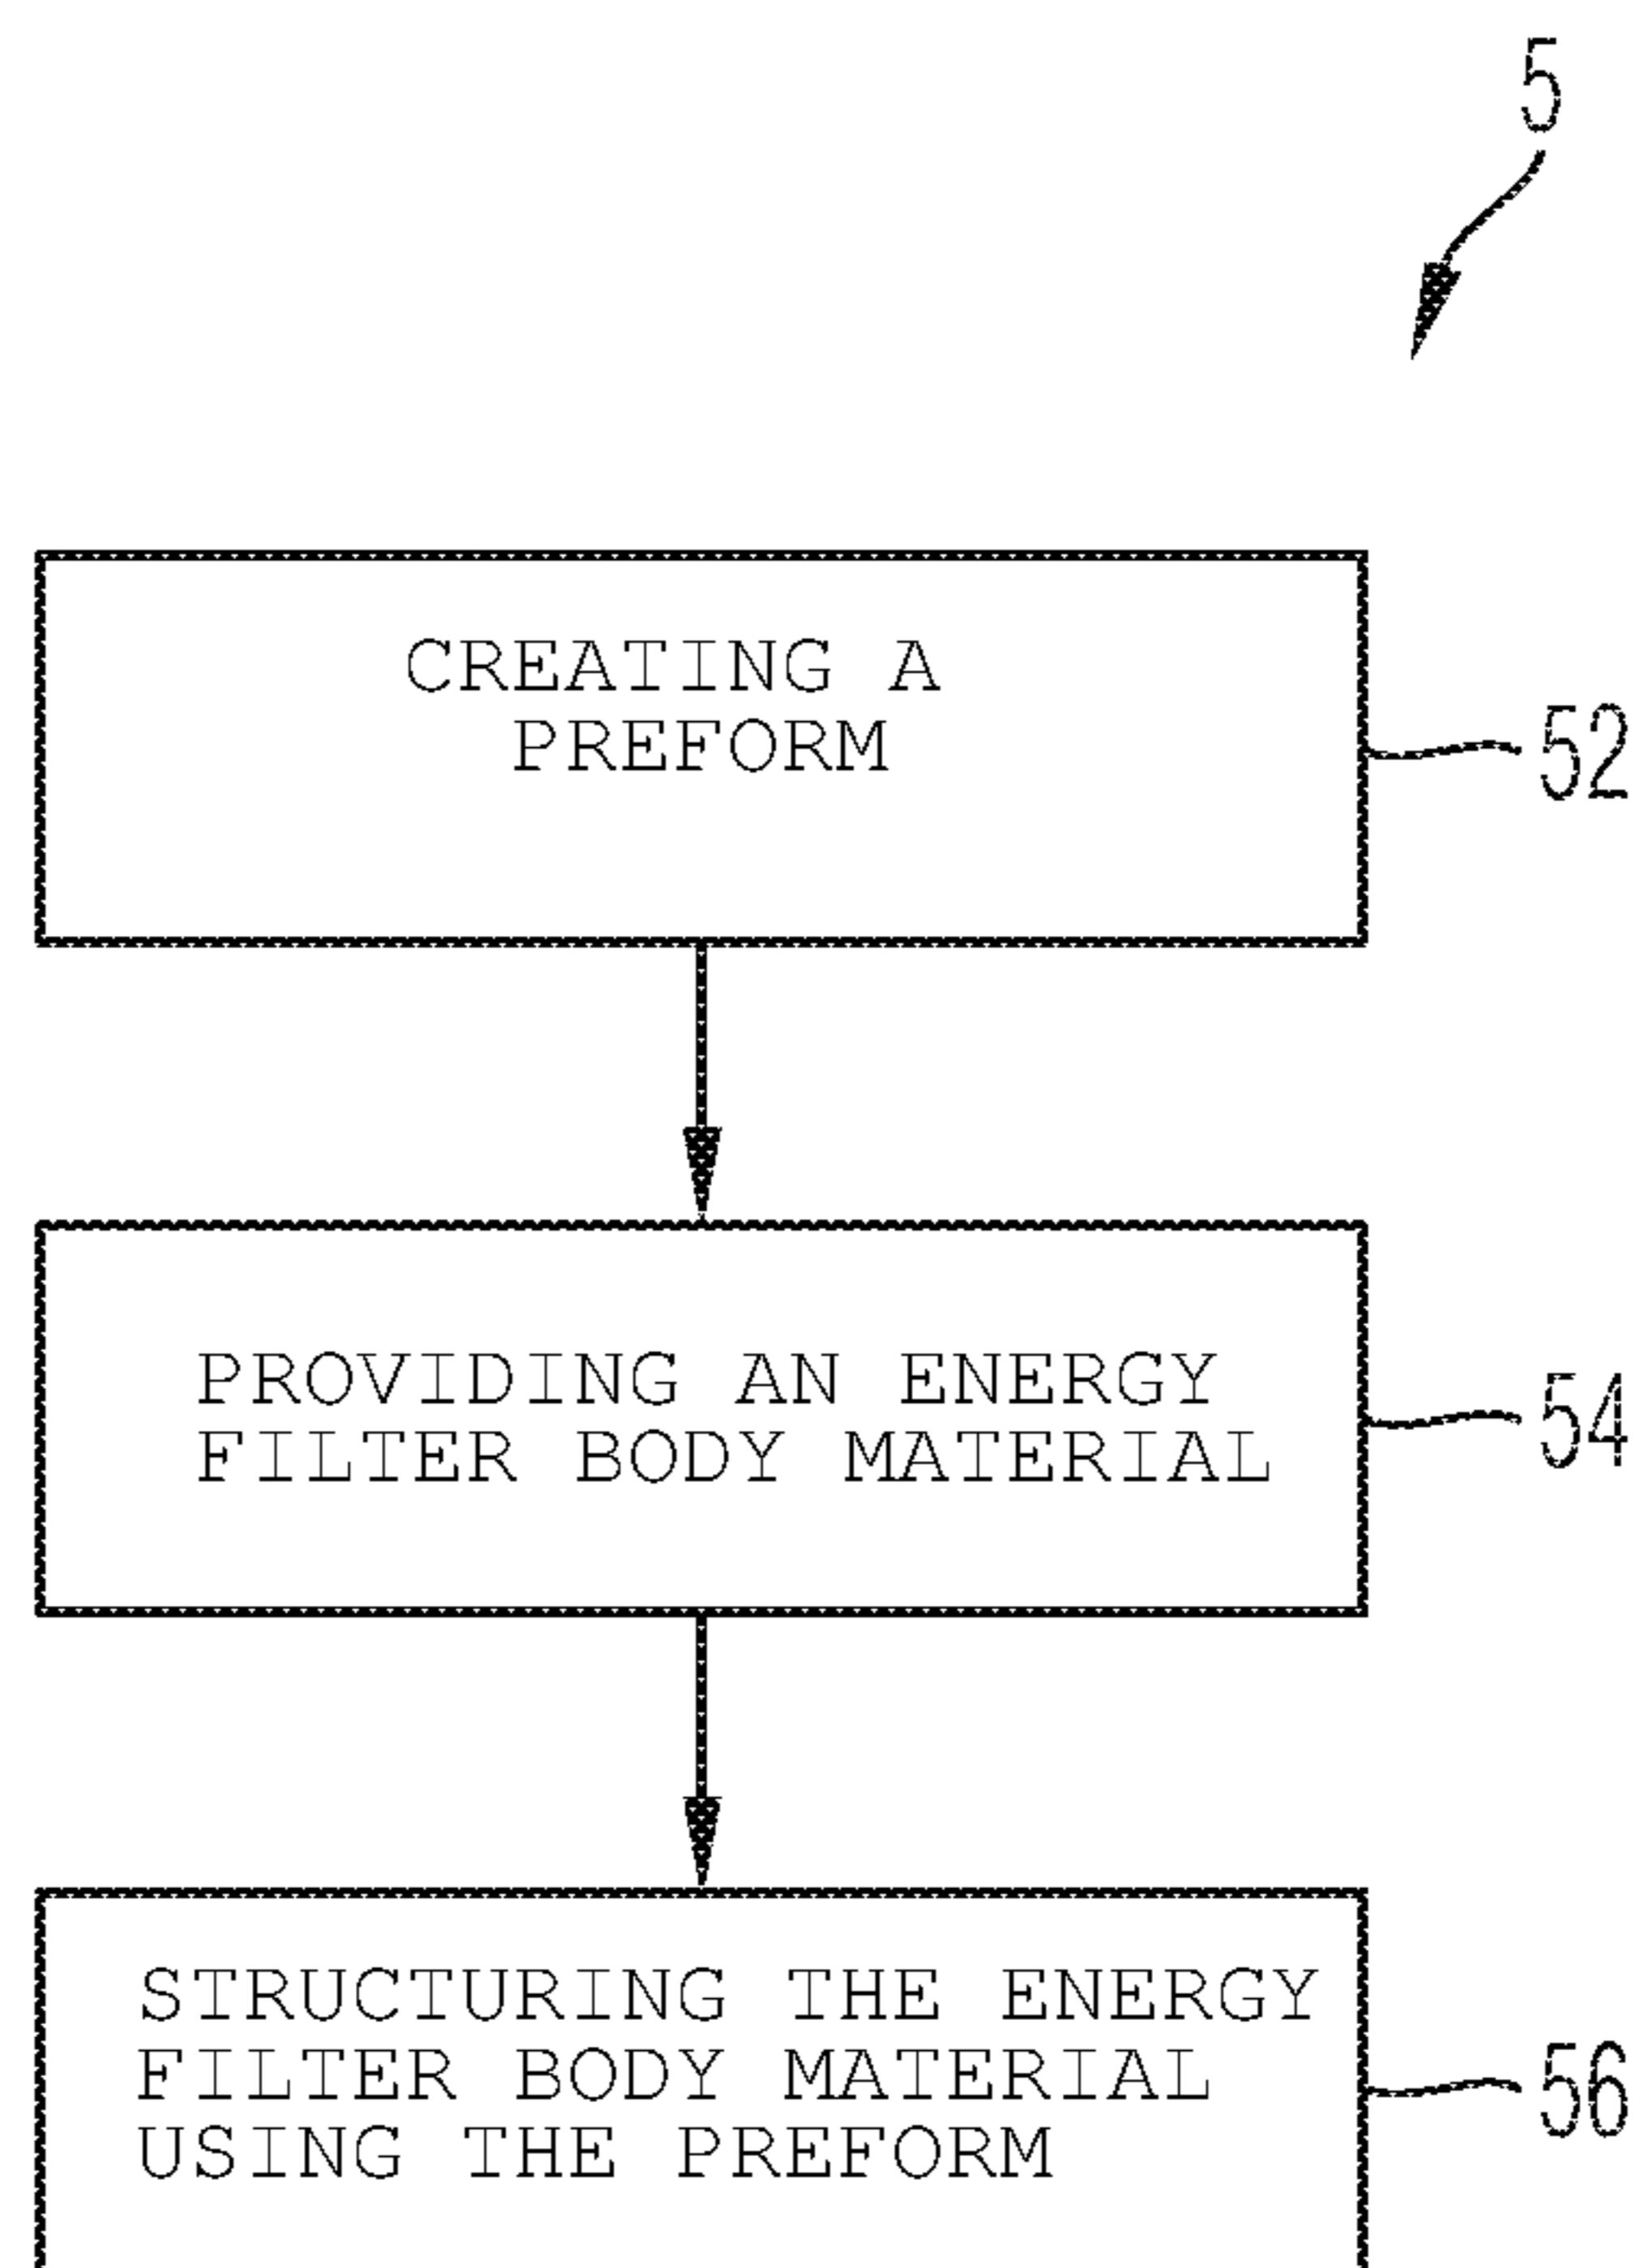 5
CREATING A
PREFORM
52
PROVIDING AN ENERGY
FILTER BODY MATERIAL
54
STRUCTURING THE ENERGY
FILTER BODY MATERIAL
USING THE PREFORM
56